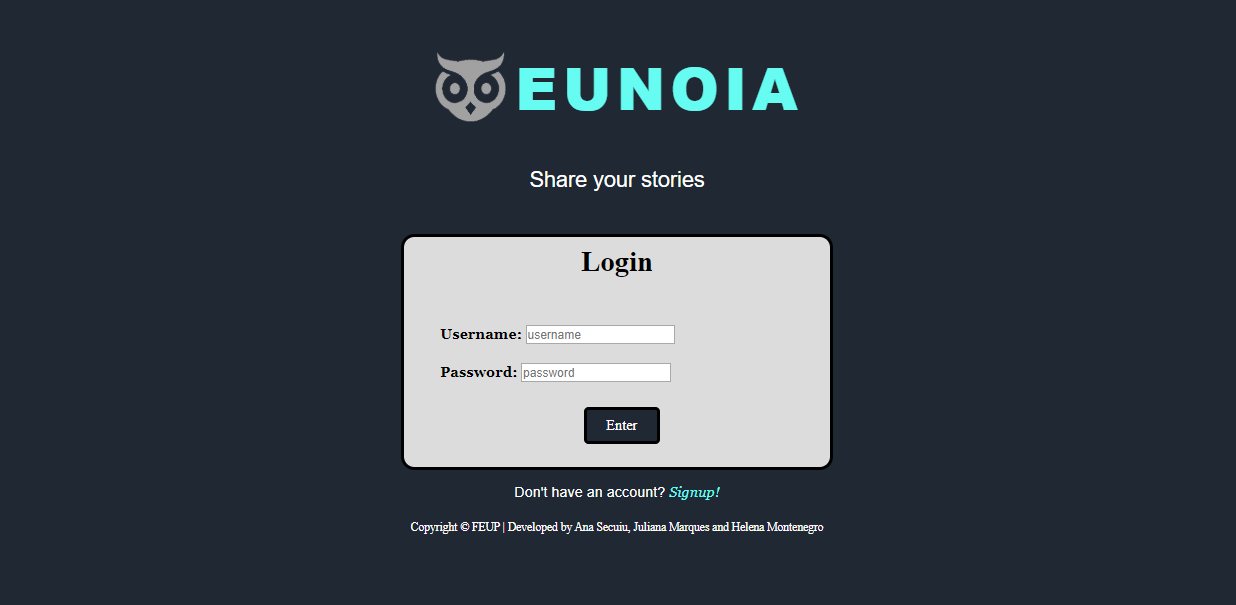 EUNOIA
Share your stories
Login
Username: username
Password: password
Enter
Don't have an account? Signup!
Copyright © FEUP | Developed by Ana Secuiu, Juliana Marques and Helena Montenegro